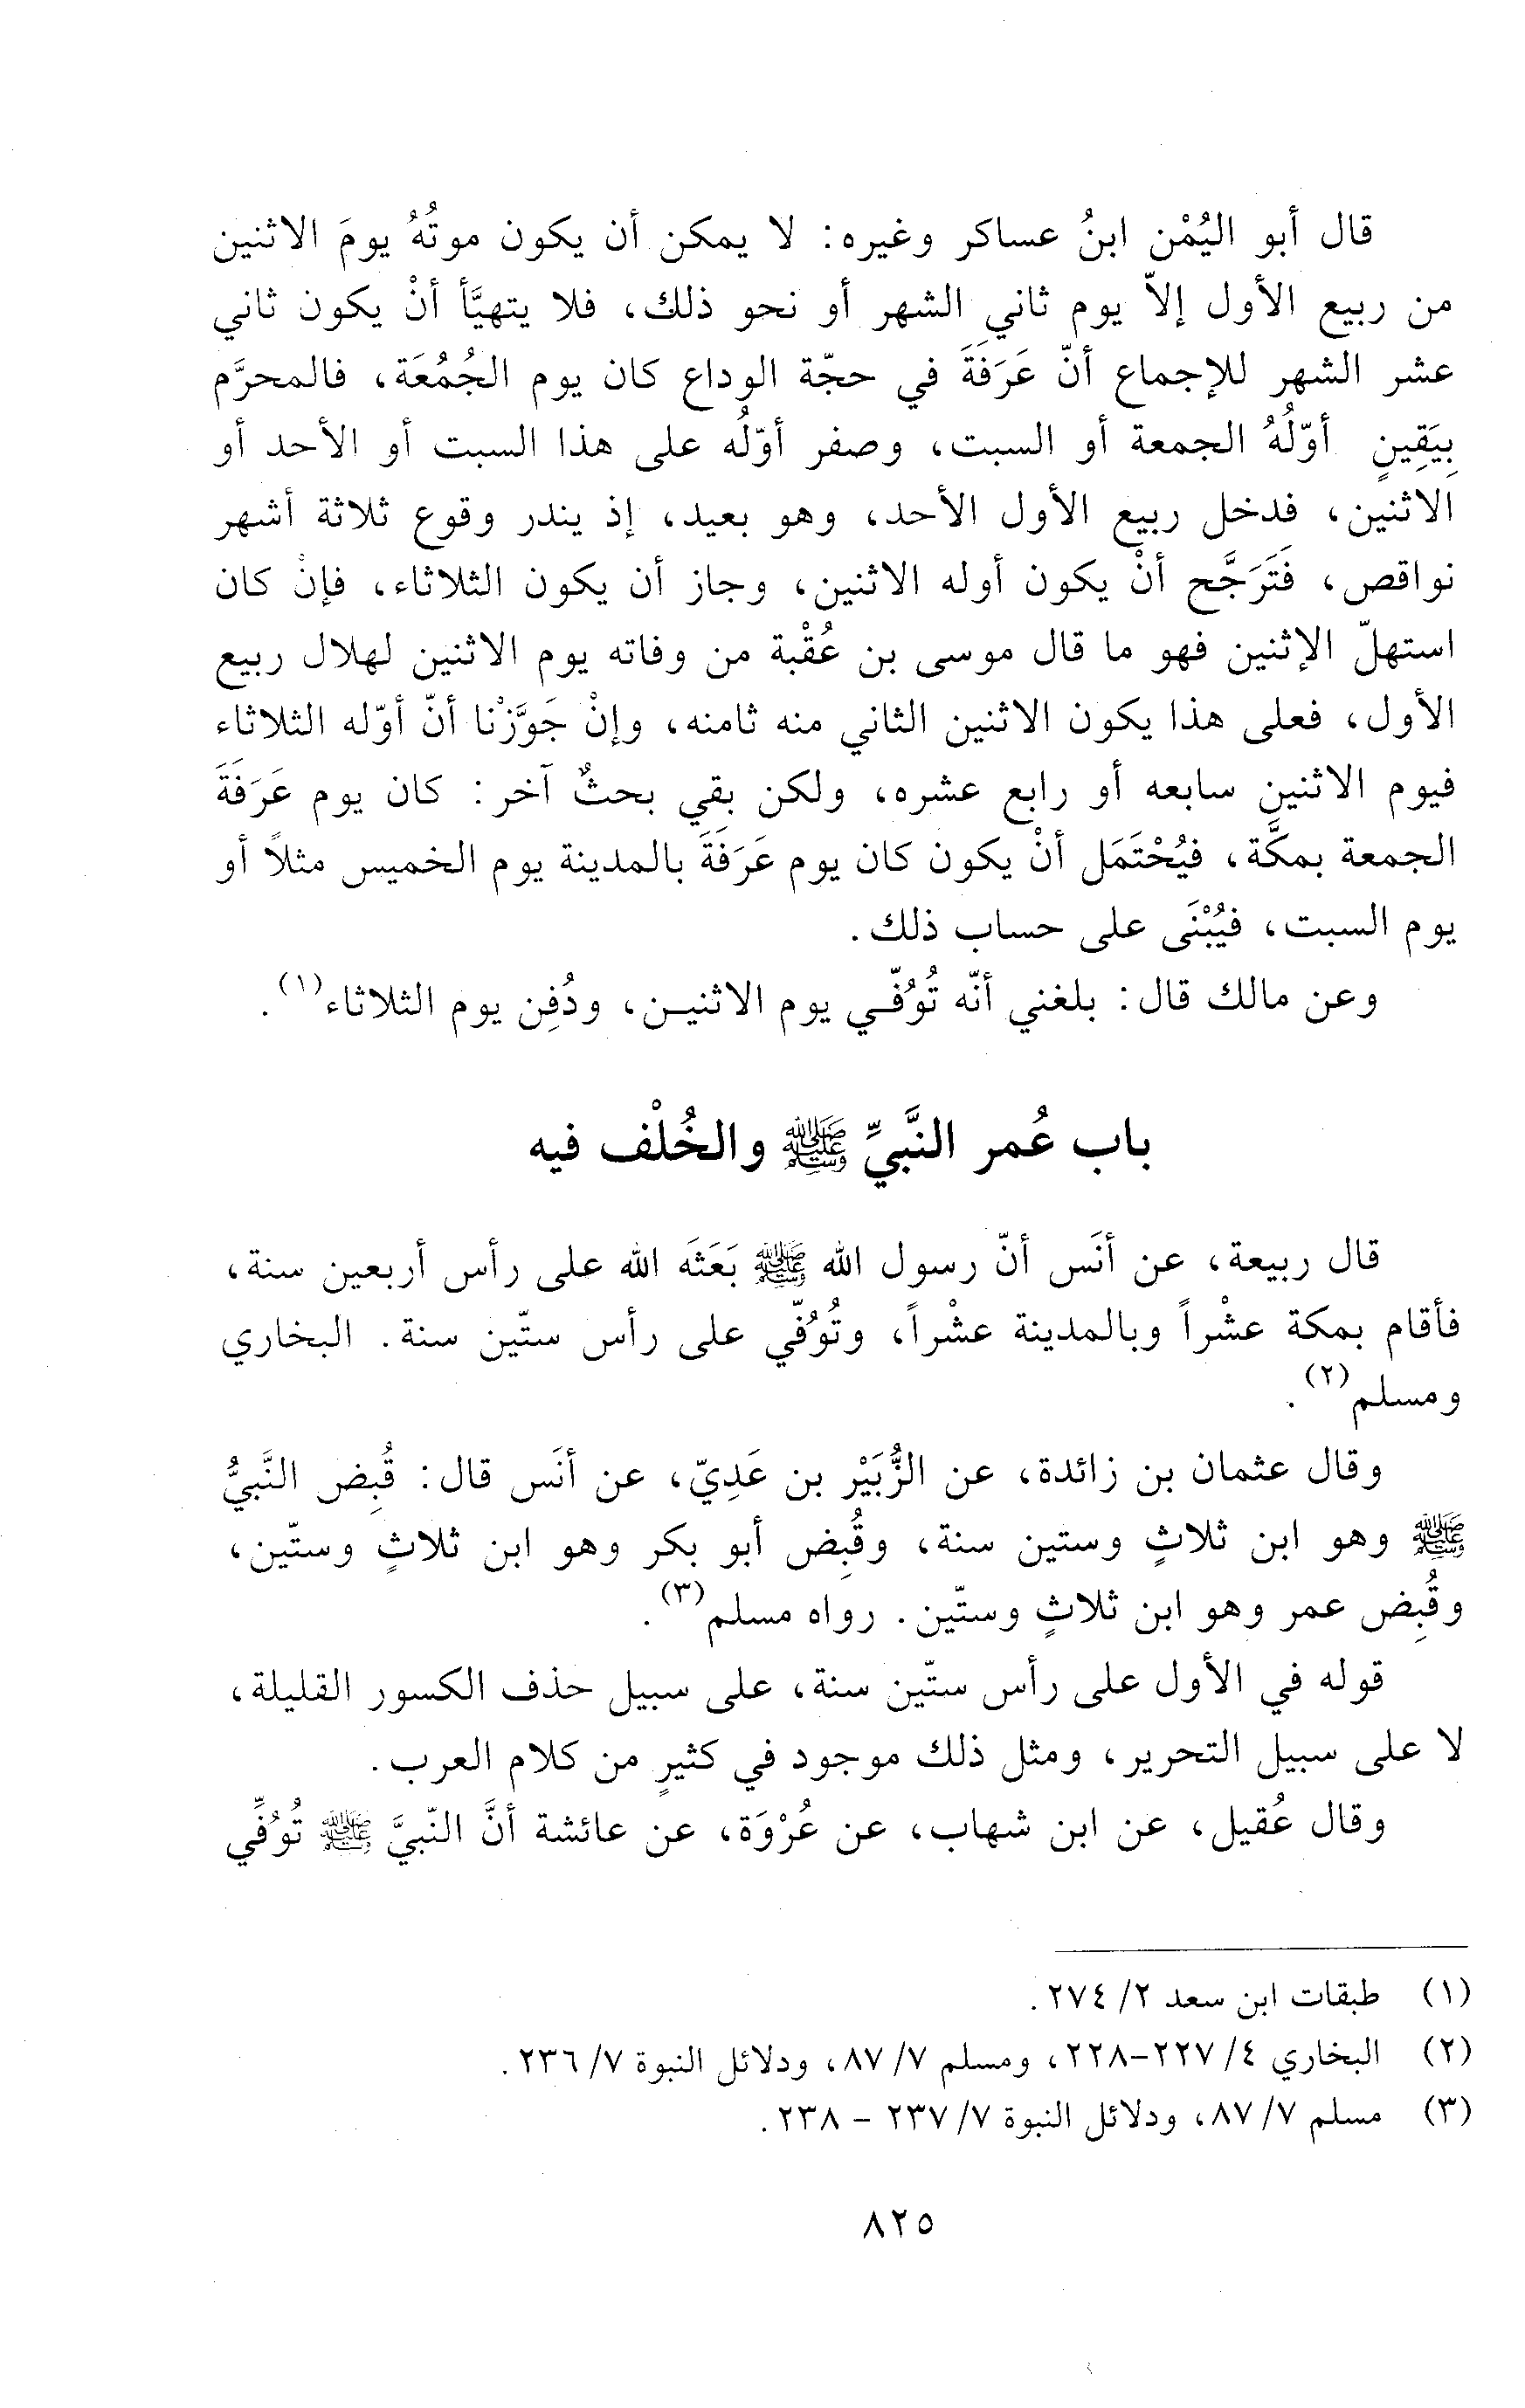 قال أبو اليُمْن ابنُ عساكر وغيره: لا يمكن أن يكون موتُهُ يومَ الاثنين
من ربيع الأول إلاّ يوم ثاني الشهر أو نحو ذلك، فلا يتهيَّأ أنْ يكون ثاني
عشر الشهر للإجماع أنّ عَرَفَةَ في حجّة الوداع كان يوم الجُمُعَة، فالمحرَّم
بِيَقِينٍ أوّلُهُ الجمعة أو السبت، وصفر أوّلُه على هذا السبت أو الأحد أو
الاثنين، فدخل ربيع الأول الأحد، وهو بعيد، إذ يندر وقوع ثلاثة أشهر
نواقص، فَتَرَجَّح أنْ يكون أوله الاثنين، وجاز أن يكون الثلاثاء، فإنْ كان
استهلّ الإثنين فهو ما قال موسى بن عُقْبة من وفاته يوم الاثنين لهلال ربيع
الأول، فعلى هذا يكون الاثنين الثاني منه ثامنه، وإنْ جَوَّزْنا أنّ أوّله الثلاثاء
فيوم الاثنين سابعه أو رابع عشره، ولكن بقي بحثٌ آخر: كان يوم عَرَفَةَ
الجمعة بمكَّة، فيُحْتَمَل أنْ يكون كان يوم عَرَفَةَ بالمدينة يوم الخميس مثلاً أو
يوم السبت، فيُبْنَى على حساب ذلك.
وعن مالك قال: بلغني أنّه تُوُفّي يوم الاثنين، ودُفِن يوم الثلاثاء(١).
باب عُمر النَّبيِّ ﷺ والخُلْف فيه
قال ربيعة، عن أنَس أنّ رسول الله ﷺ بَعَثَه الله على رأس أربعين سنة،
فأقام بمكة عشْراً وبالمدينة عشْراً، وتُوُفّي على رأس ستّين سنة. البخاري
ومسلم(٢).
وقال عثمان بن زائدة، عن الزُّبَيْر بن عَدِيّ، عن أنَس قال: قُبِض النَّبيُّ
ﷺ وهو ابن ثلاثٍ وستين سنة، وقُبِض أبو بكر وهو ابن ثلاثٍ وستّين،
وقُبِض عمر وهو ابن ثلاثٍ وستّين. رواه مسلم(٣).
قوله في الأول على رأس ستّين سنة، على سبيل حذف الكسور القليلة،
لا على سبيل التحرير، ومثل ذلك موجود في كثيرٍ من كلام العرب.
وقال عُقيل، عن ابن شهاب، عن عُرْوَة، عن عائشة أنَّ النّبيَّ ﷺ تُوُفِّي
(١) طبقات ابن سعد ٢/ ٢٧٤.
(٢) البخاري ٤/ ٢٢٧-٢٢٨، ومسلم ٧/ ٨٧، ودلائل النبوة ٧/ ٢٣٦.
(٣) مسلم ٧/ ٨٧، ودلائل النبوة ٧/ ٢٣٧ - ٢٣٨.
٨٢٥